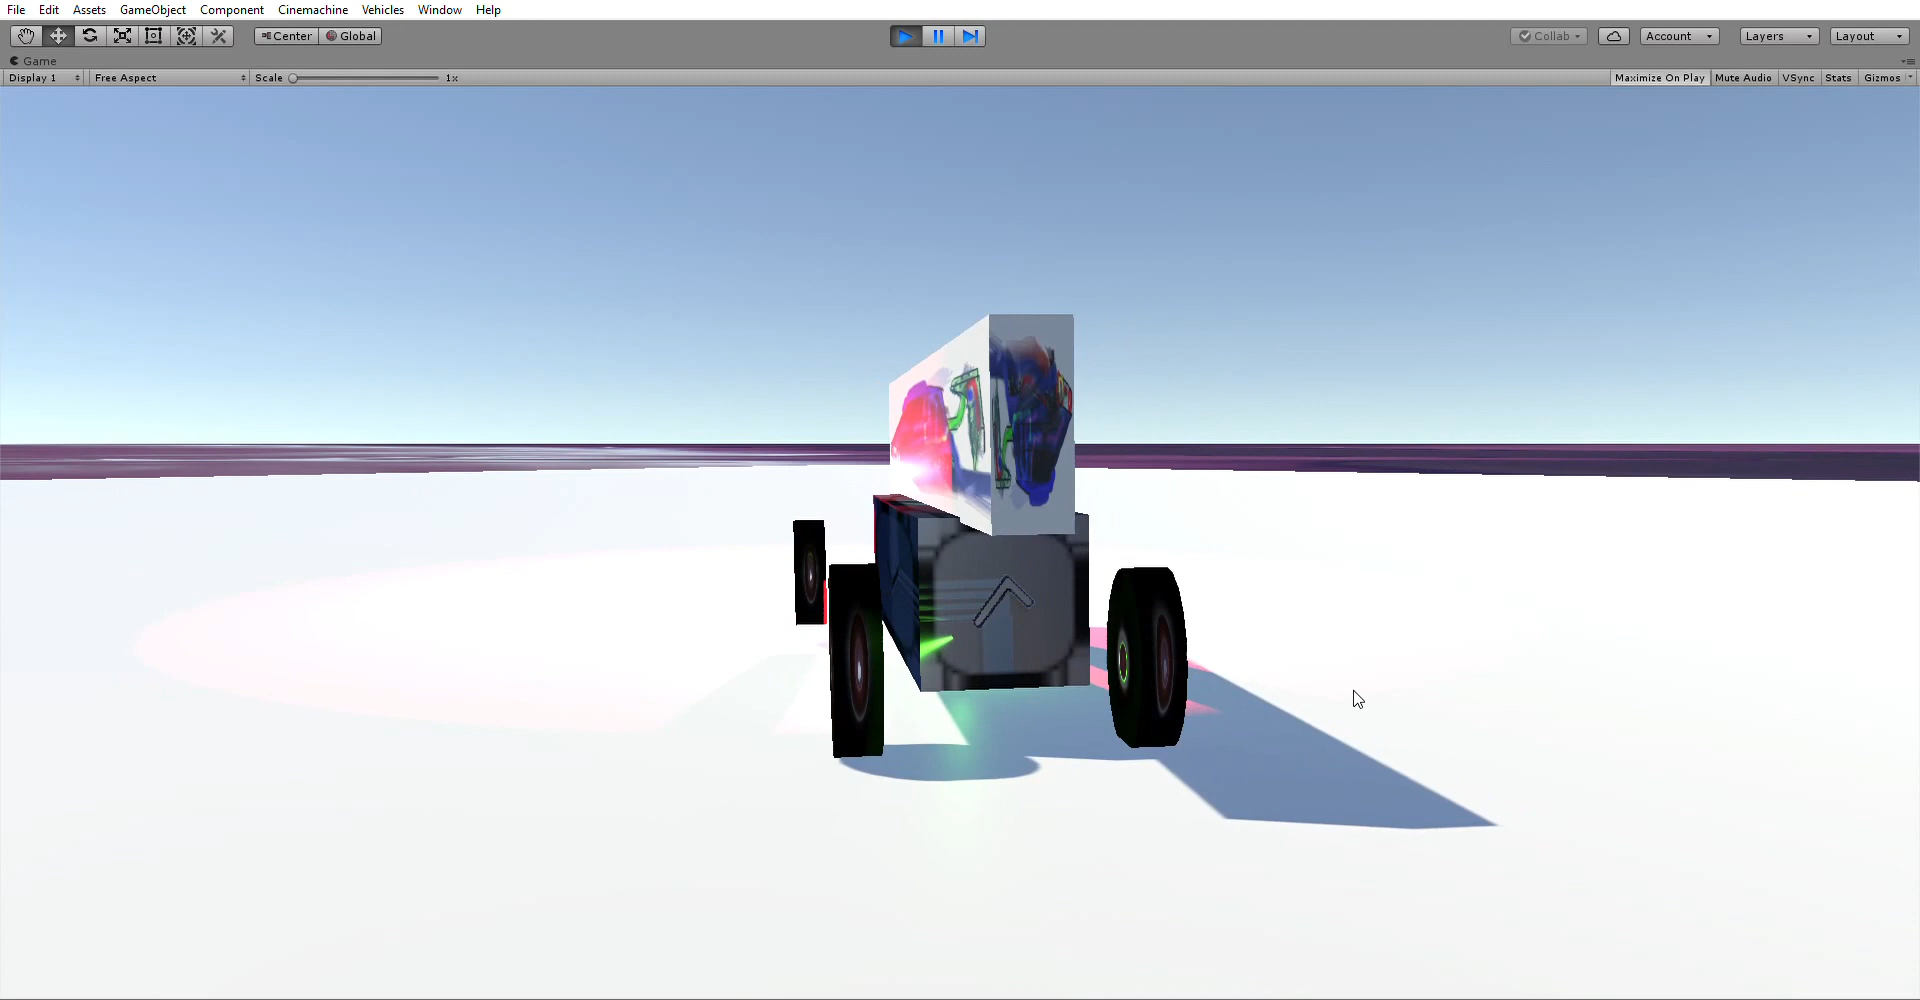 File Edit Assets GameObject Component Cinemachine Vehicles Window Help
Center Global Collab Account Layers Layout
Game
Display 1 Free Aspect Scale 1x Maximize On Play Mute Audio VSync Stats Gizmos